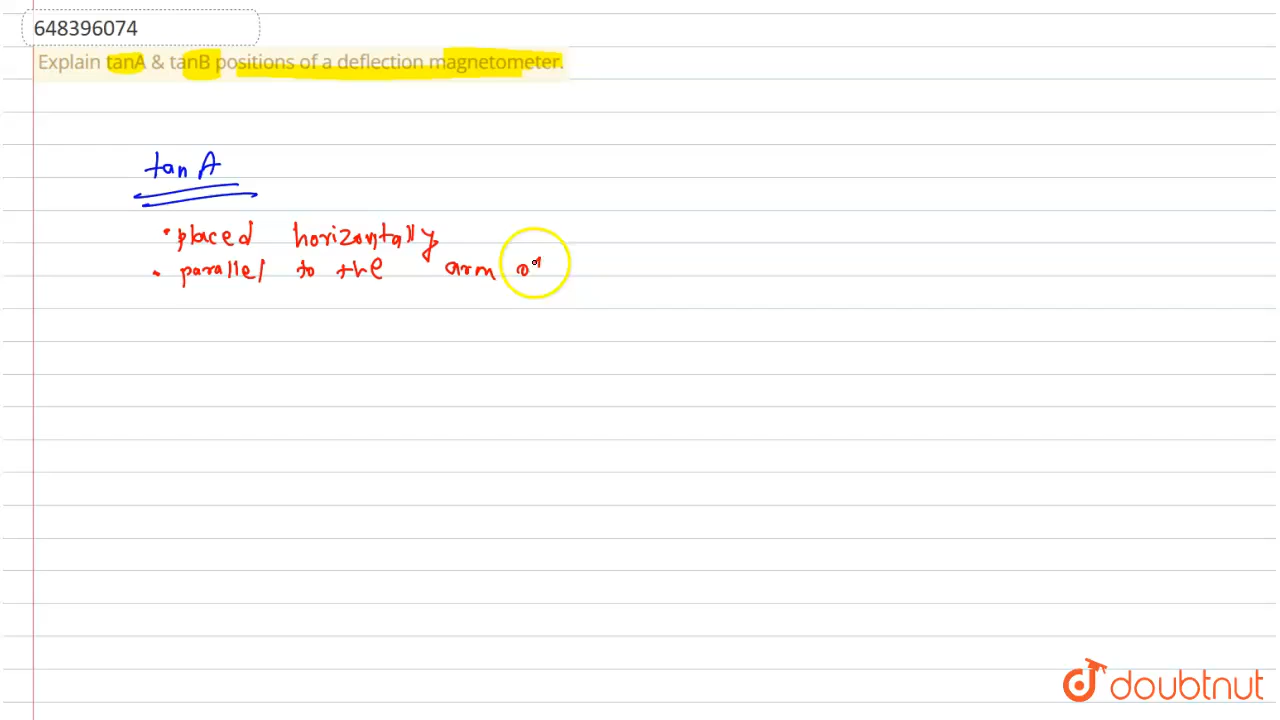 648396074
Explain tanA & tanB positions of a deflection magnetometer.
tan A
• placed horizontally
• parallel to the arm
doubtnut